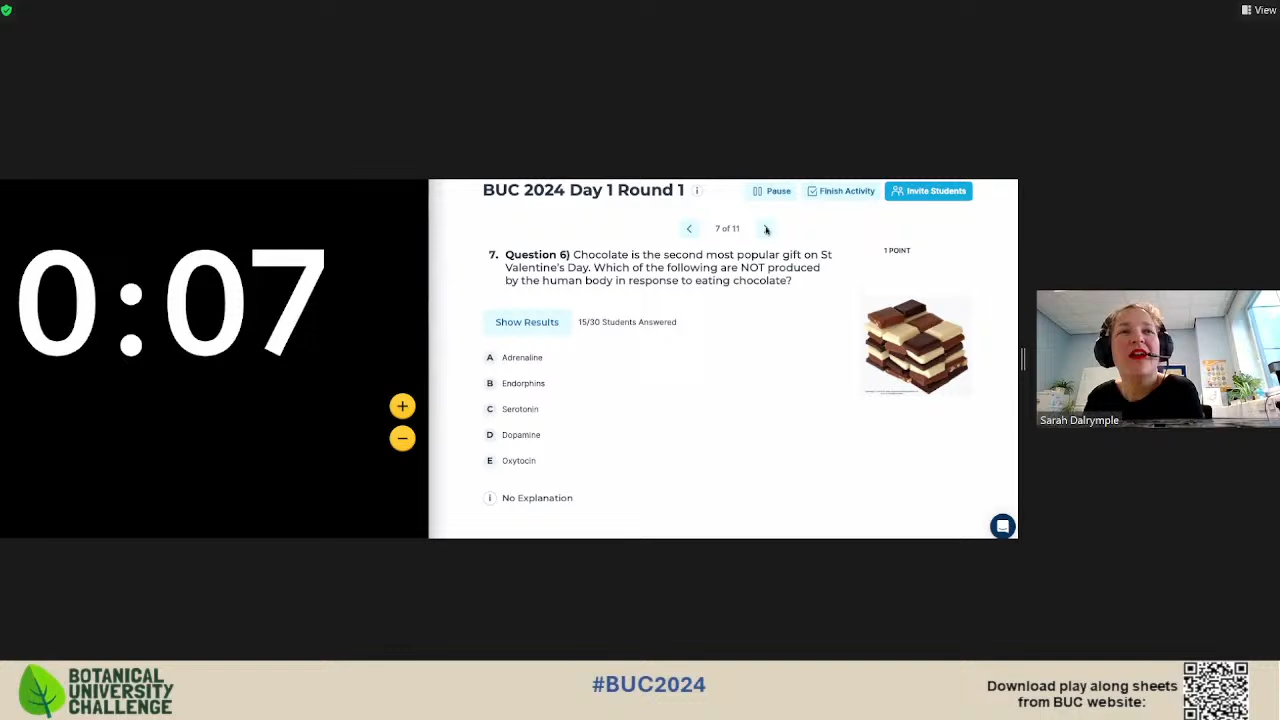 View
0:07
+
−
BUC 2024 Day 1 Round 1
Pause
Finish Activity
Invite Students
7 of 11
7. Question 6) Chocolate is the second most popular gift on St
Valentine's Day. Which of the following are NOT produced
by the human body in response to eating chocolate?
1 POINT
Show Results
15/30 Students Answered
A Adrenaline
B Endorphins
C Serotonin
D Dopamine
E Oxytocin
No Explanation
Sarah Dalrymple
BOTANICAL
UNIVERSITY
CHALLENGE
#BUC2024
Download play along sheets
from BUC website: